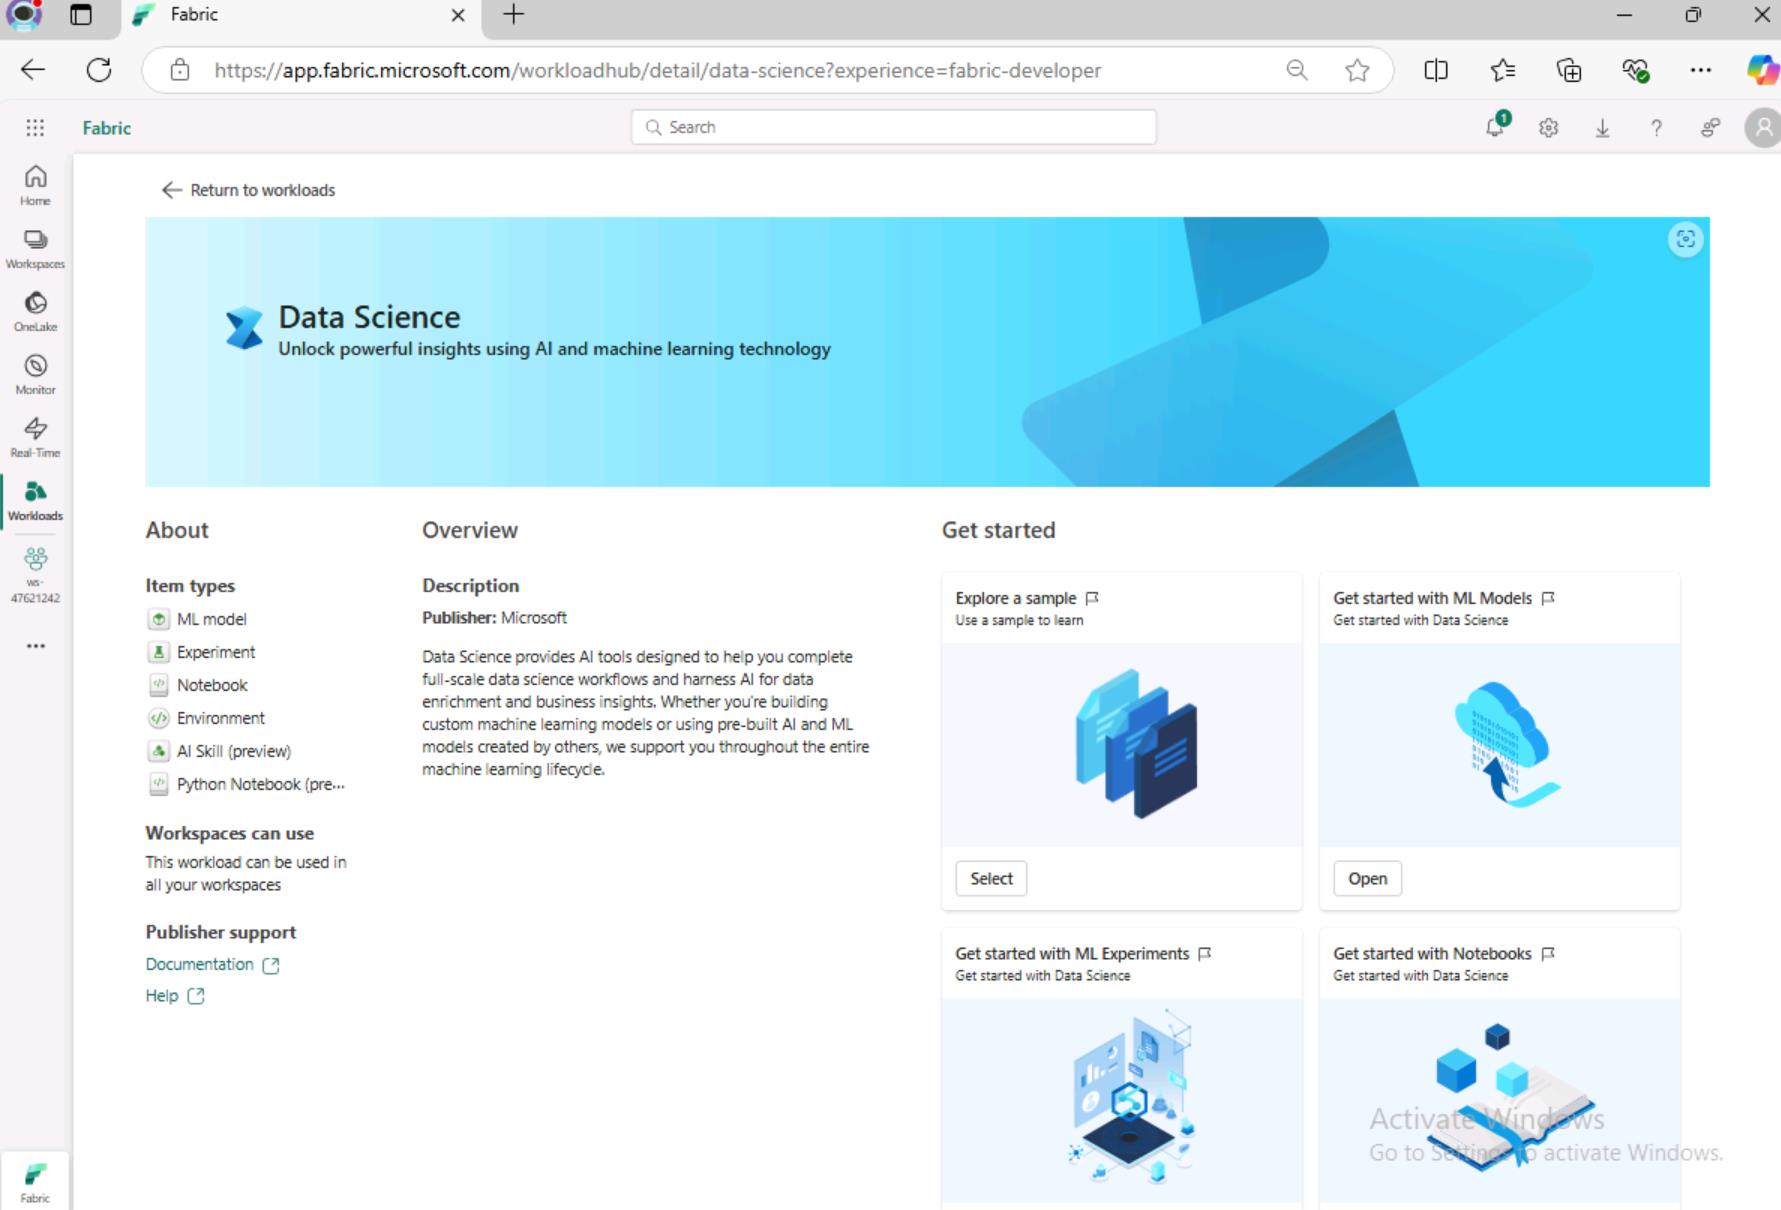 Fabric
https://app.fabric.microsoft.com/workloadhub/detail/data-science?experience=fabric-developer
Fabric
Search
1
Home
Workspaces
OneLake
Monitor
Real-Time
Workloads
ws-
47621242
Fabric
Return to workloads
Data Science
Unlock powerful insights using AI and machine learning technology
About
Item types
ML model
Experiment
Notebook
Environment
AI Skill (preview)
Python Notebook (pre...
Workspaces can use
This workload can be used in
all your workspaces
Publisher support
Documentation
Help
Overview
Description
Publisher: Microsoft
Data Science provides AI tools designed to help you complete
full-scale data science workflows and harness AI for data
enrichment and business insights. Whether you're building
custom machine learning models or using pre-built AI and ML
models created by others, we support you throughout the entire
machine learning lifecycle.
Get started
Explore a sample
Use a sample to learn
Select
Get started with ML Models
Get started with Data Science
Open
Get started with ML Experiments
Get started with Data Science
Get started with Notebooks
Get started with Data Science
Activate Windows
Go to Settings to activate Windows.